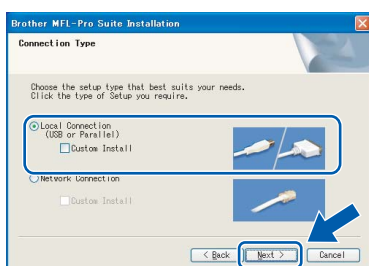 Brother MFL-Pro Suite Installation
Connection Type
Choose the setup type that best suits your needs.
Click the type of Setup you require.
Local Connection
(USB or Parallel)
Custom Install
Network Connection
Custom Install
< Back
Next >
Cancel